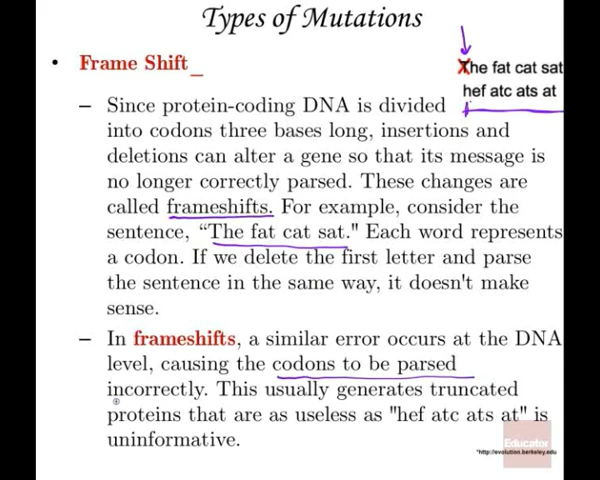 Types of Mutations
• Frame Shift_
The fat cat sat
hef atc ats at
– Since protein-coding DNA is divided
into codons three bases long, insertions and
deletions can alter a gene so that its message is
no longer correctly parsed. These changes are
called frameshifts. For example, consider the
sentence, “The fat cat sat." Each word represents
a codon. If we delete the first letter and parse
the sentence in the same way, it doesn't make
sense.
– In frameshifts, a similar error occurs at the DNA
level, causing the codons to be parsed
incorrectly. This usually generates truncated
proteins that are as useless as "hef atc ats at" is
uninformative.
Educator
*http://evolution.berkeley.edu